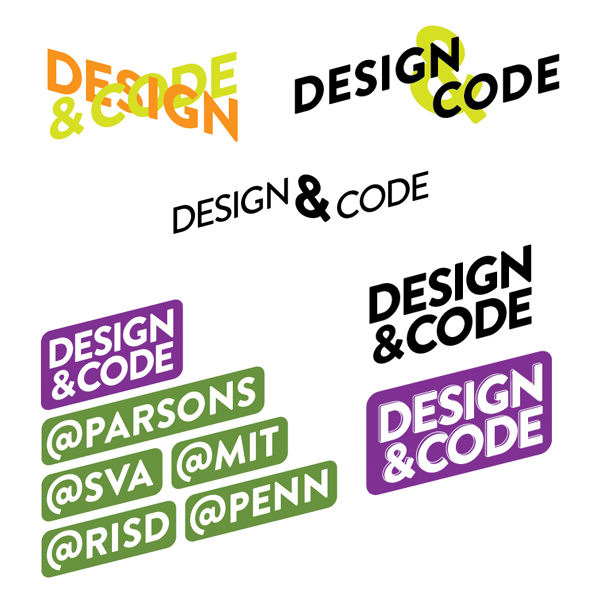 DESIGN
& CODE
DESIGN
&
CODE
DESIGN & CODE
DESIGN
&CODE
DESIGN
&CODE
@PARSONS
@SVA @MIT
@RISD @PENN
DESIGN
&CODE